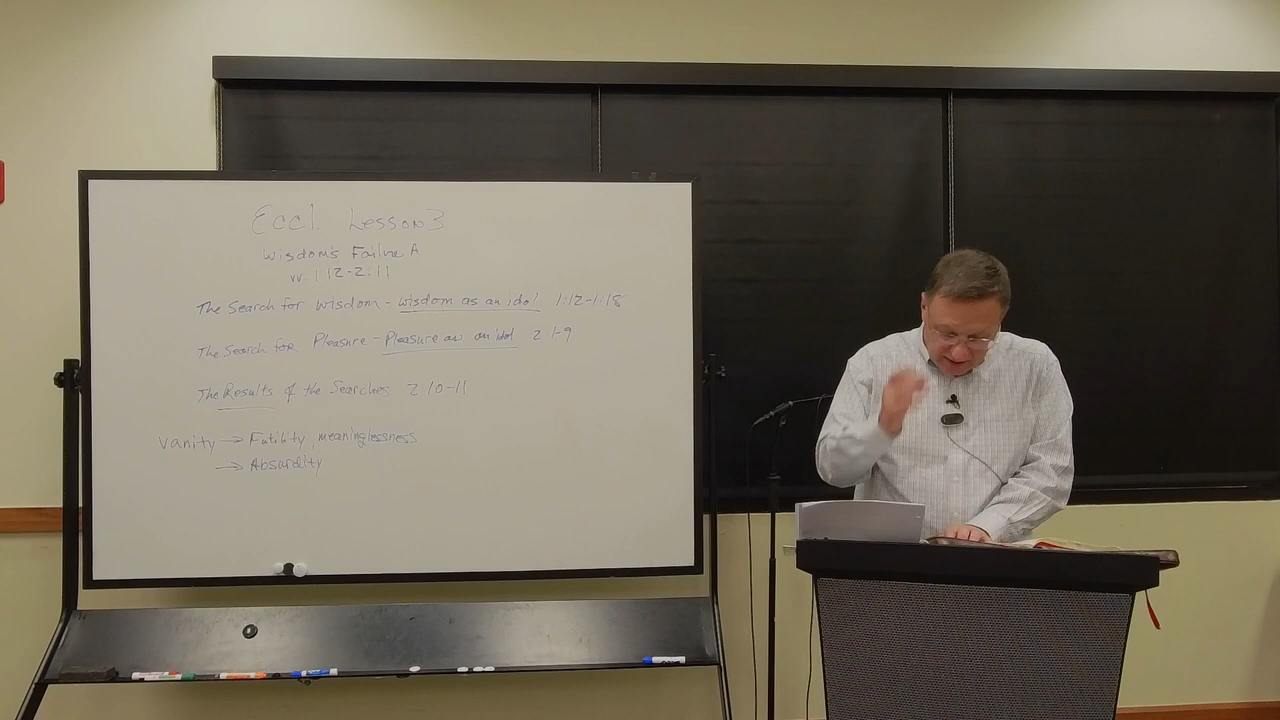 Eccl. Lesson 3
Wisdom's Failure A
vv. 1:12-2:11
The Search for Wisdom - wisdom as an idol 1:12-1:18
The Search for Pleasure - Pleasure as an idol 2:1-9
The Results of the Searches 2:10-11
vanity → Futility, meaninglessness
→ Absurdity